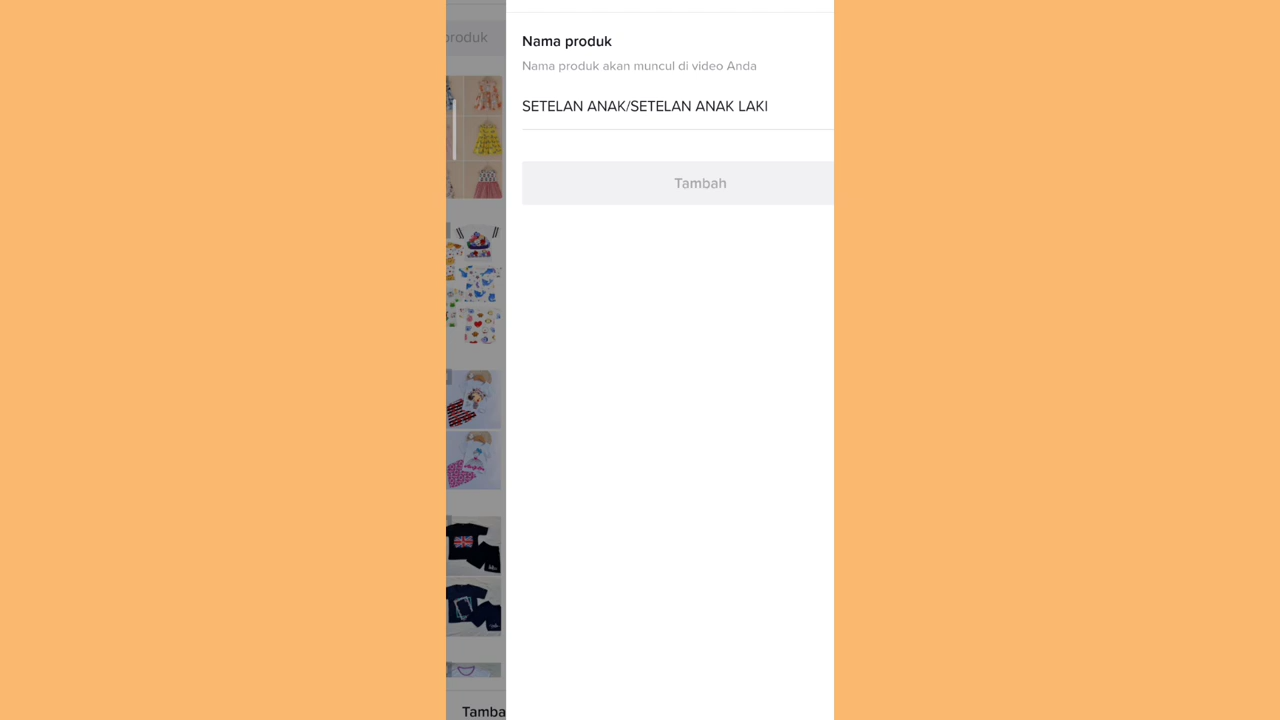 produk
Nama produk
Nama produk akan muncul di video Anda
SETELAN ANAK/SETELAN ANAK LAKI
Tambah
Tamba